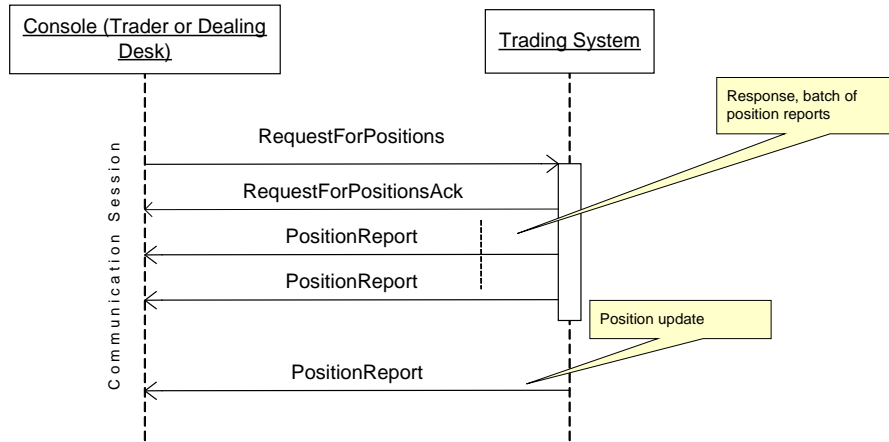 Console (Trader or Dealing
Desk)
Trading System
Response, batch of
position reports
RequestForPositions
RequestForPositionsAck
PositionReport
PositionReport
Position update
PositionReport
Communication Session